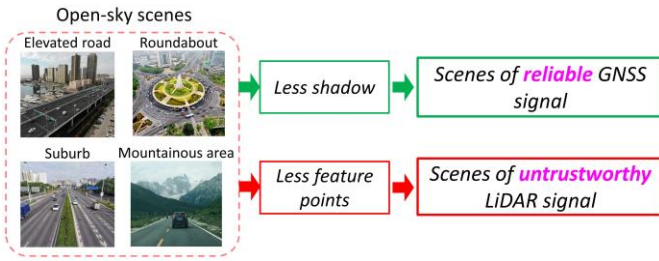 Open-sky scenes
Elevated road
Roundabout
Suburb
Mountainous area
Less shadow
Scenes of reliable GNSS
signal
Less feature
points
Scenes of untrustworthy
LiDAR signal